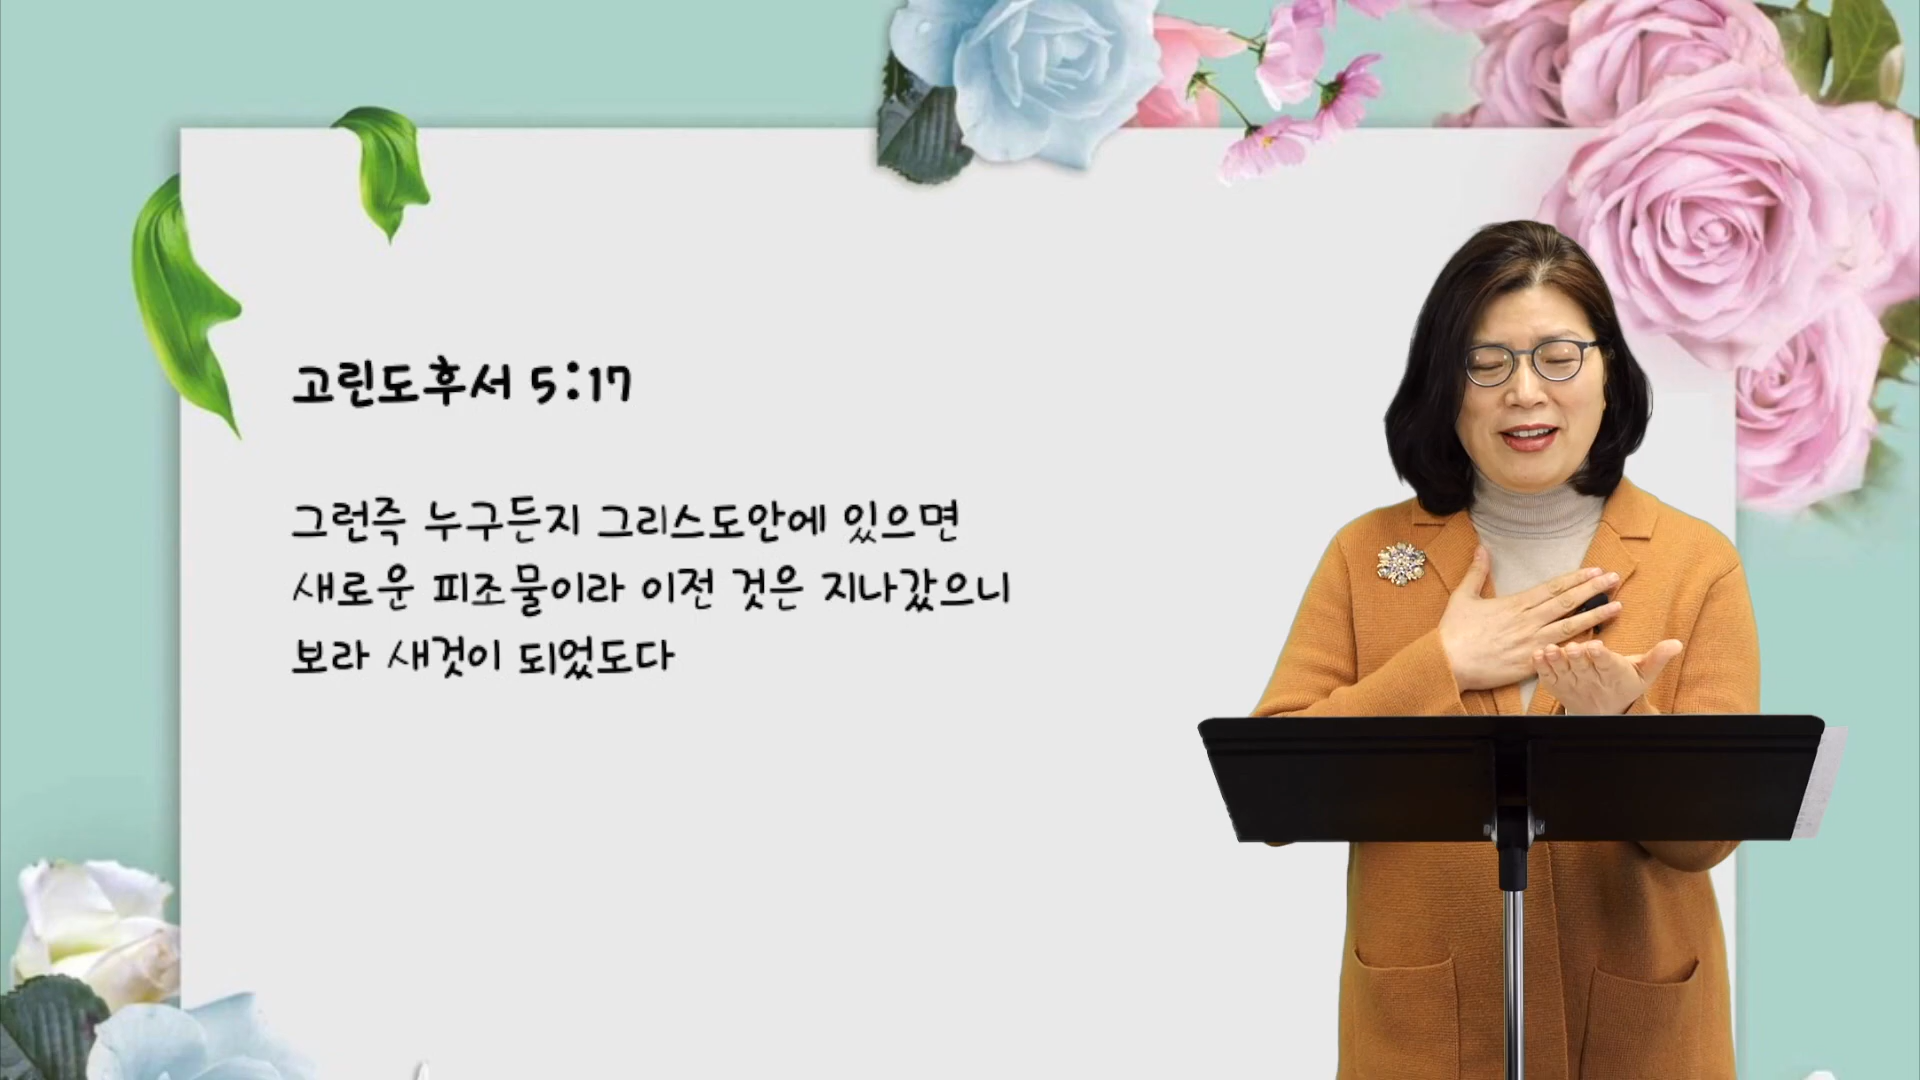 고린도후서 5:17
그런즉 누구든지 그리스도안에 있으면
새로운 피조물이라 이전 것은 지나갔으니
보라 새것이 되었도다